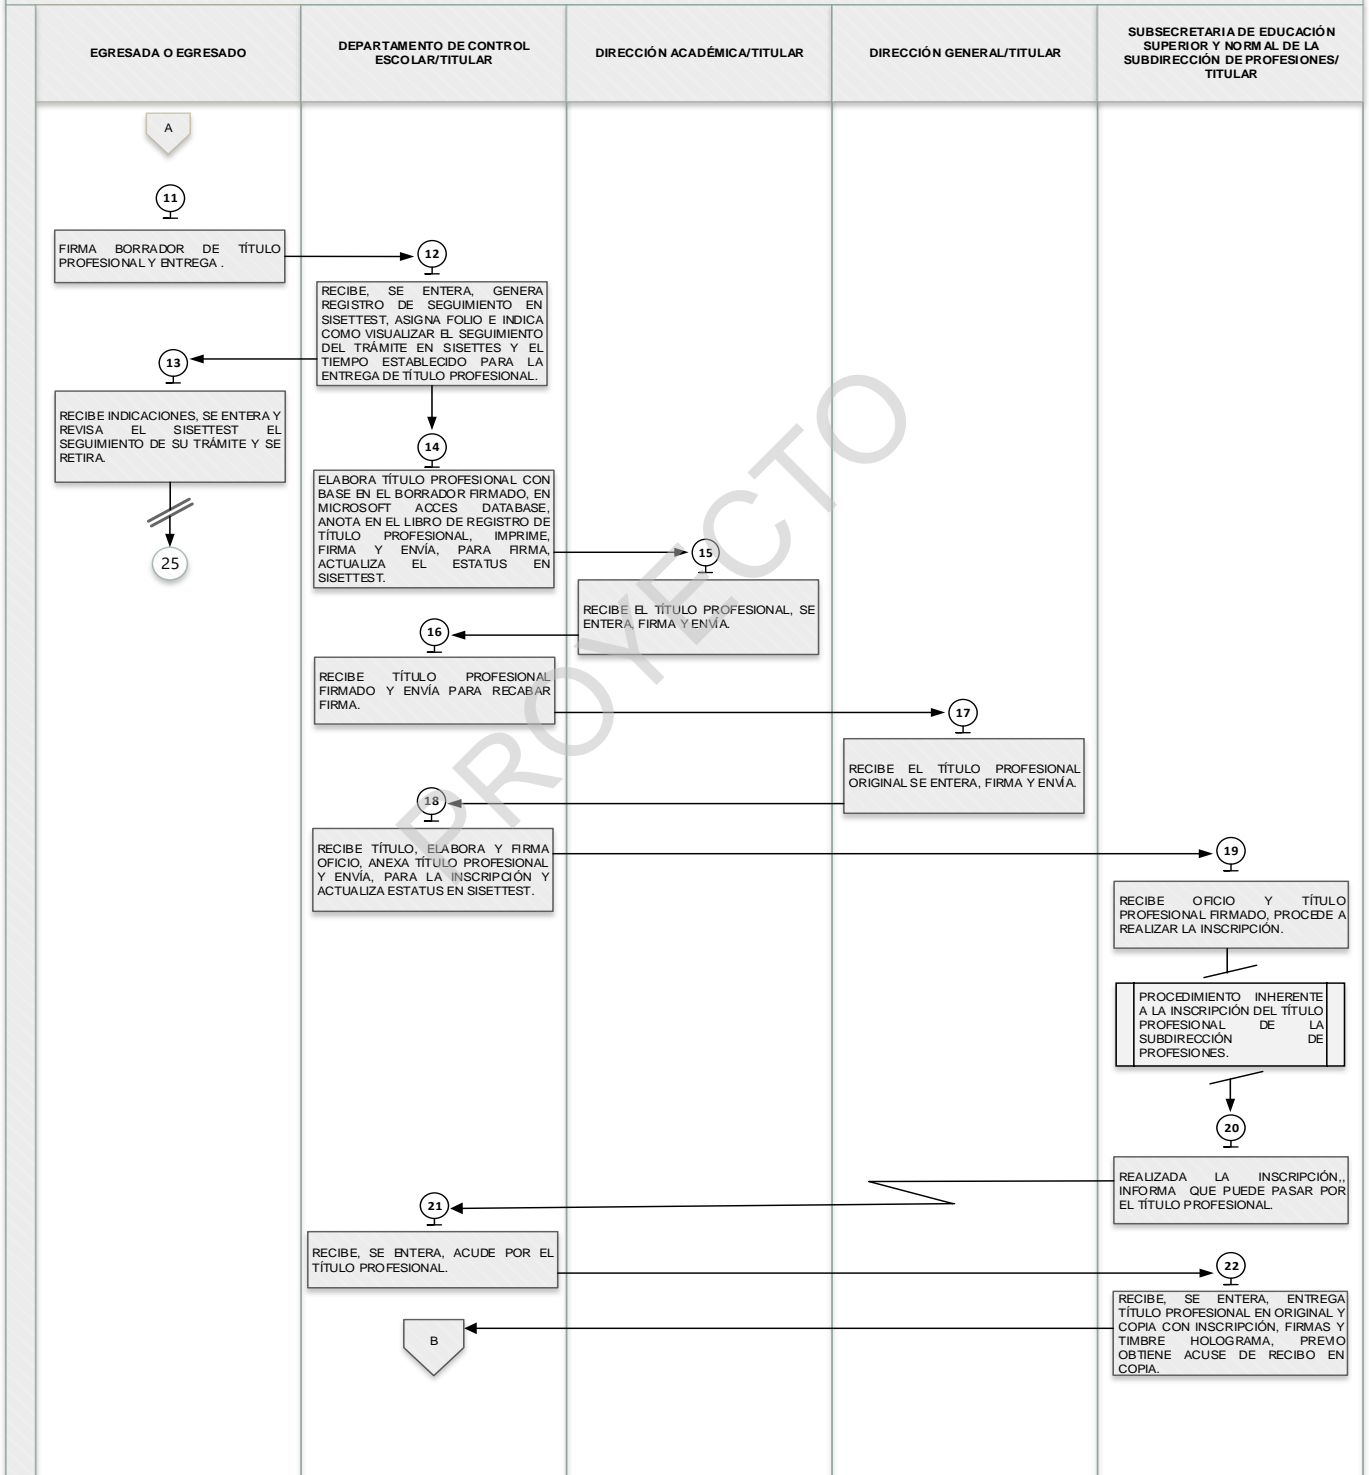 EGRESADA O EGRESADO
DEPARTAMENTO DE CONTROL
ESCOLAR/TITULAR
DIRECCIÓN ACADÉMICA/TITULAR
DIRECCIÓN GENERAL/TITULAR
SUBSECRETARIA DE EDUCACIÓN
SUPERIOR Y NORMAL DE LA
SUBDIRECCIÓN DE PROFESIONES/
TITULAR
A
11
FIRMA BORRADOR DE TÍTULO
PROFESIONAL Y ENTREGA .
12
RECIBE, SE ENTERA, GENERA
REGISTRO DE SEGUIMIENTO EN
SISETTEST, ASIGNA FOLIO E INDICA
COMO VISUALIZAR EL SEGUIMIENTO
DEL TRÁMITE EN SISETTES Y EL
TIEMPO ESTABLECIDO PARA LA
ENTREGA DE TÍTULO PROFESIONAL.
13
RECIBE INDICACIONES, SE ENTERA Y
REVISA EL SISETTEST EL
SEGUIMIENTO DE SU TRÁMITE Y SE
RETIRA.
25
14
ELABORA TÍTULO PROFESIONAL CON
BASE EN EL BORRADOR FIRMADO, EN
MICROSOFT ACCES DATABASE,
ANOTA EN EL LIBRO DE REGISTRO DE
TÍTULO PROFESIONAL, IMPRIME,
FIRMA Y ENVÍA, PARA FIRMA,
ACTUALIZA EL ESTATUS EN
SISETTEST.
15
RECIBE EL TÍTULO PROFESIONAL, SE
ENTERA, FIRMA Y ENVÍA.
16
RECIBE TÍTULO PROFESIONAL
FIRMADO Y ENVÍA PARA RECABAR
FIRMA.
17
RECIBE EL TÍTULO PROFESIONAL
ORIGINAL SE ENTERA, FIRMA Y ENVÍA.
18
RECIBE TÍTULO, ELABORA Y FIRMA
OFICIO, ANEXA TÍTULO PROFESIONAL
Y ENVÍA, PARA LA INSCRIPCIÓN Y
ACTUALIZA ESTATUS EN SISETTEST.
19
RECIBE OFICIO Y TÍTULO
PROFESIONAL FIRMADO, PROCEDE A
REALIZAR LA INSCRIPCIÓN.
PROCEDIMIENTO INHERENTE
A LA INSCRIPCIÓN DEL TÍTULO
PROFESIONAL DE LA
SUBDIRECCIÓN DE
PROFESIONES.
20
REALIZADA LA INSCRIPCIÓN,,
INFORMA QUE PUEDE PASAR POR
EL TÍTULO PROFESIONAL.
21
RECIBE, SE ENTERA, ACUDE POR EL
TÍTULO PROFESIONAL.
22
RECIBE, SE ENTERA, ENTREGA
TÍTULO PROFESIONAL EN ORIGINAL Y
COPIA CON INSCRIPCIÓN, FIRMAS Y
TIMBRE HOLOGRAMA, PREVIO
OBTIENE ACUSE DE RECIBO EN
COPIA.
B
PROYECTO